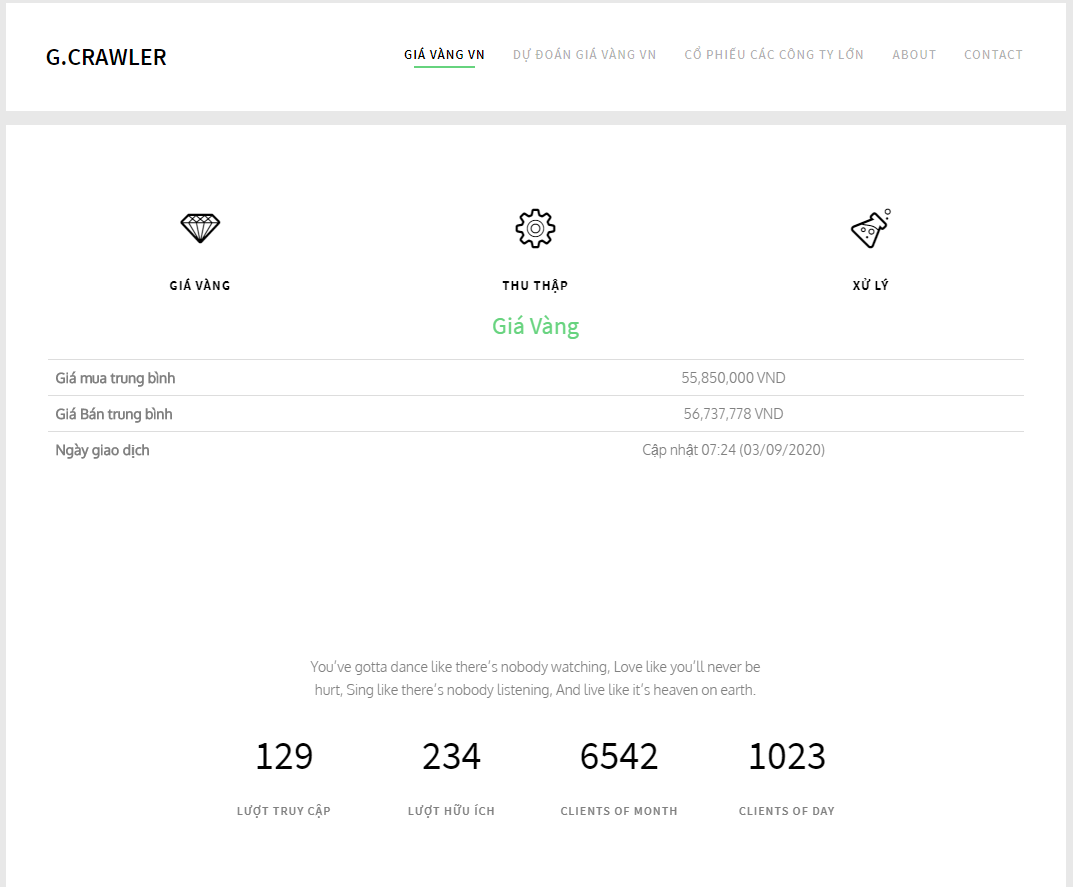 G.CRAWLER
GIÁ VÀNG VN DỰ ĐOÁN GIÁ VÀNG VN CỔ PHIẾU CÁC CÔNG TY LỚN ABOUT CONTACT
GIÁ VÀNG THU THẬP XỬ LÝ
Giá Vàng
Giá mua trung bình 55,850,000 VND
Giá Bán trung bình 56,737,778 VND
Ngày giao dịch Cập nhật 07:24 (03/09/2020)
You've gotta dance like there's nobody watching, Love like you'll never be
hurt, Sing like there's nobody listening, And live like it's heaven on earth.
129 234 6542 1023
LƯỢT TRUY CẬP LƯỢT HỮU ÍCH CLIENTS OF MONTH CLIENTS OF DAY